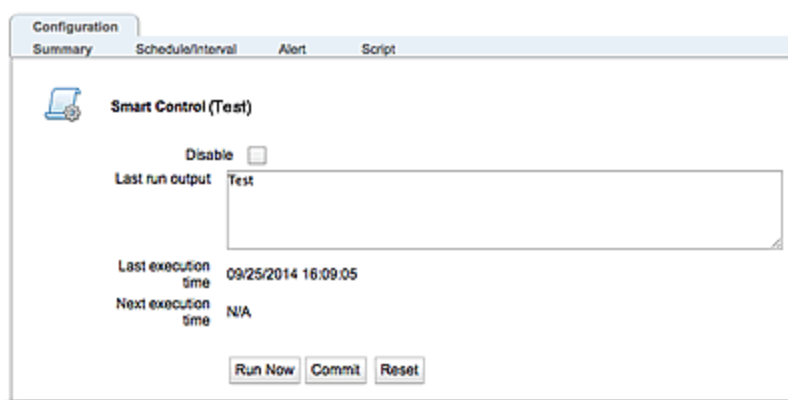 Configuration
Summary Schedule/Interval Alert Script
Smart Control (Test)
Disable
Last run output Test
Last execution time 09/25/2014 16:09:05
Next execution time N/A
Run Now Commit Reset